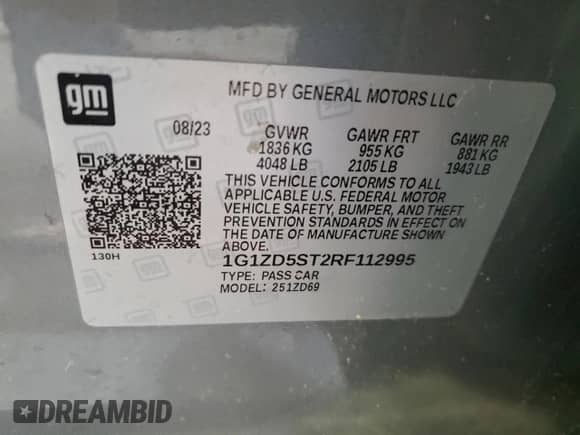 gm
MFD BY GENERAL MOTORS LLC
08/23 GVWR GAWR FRT GAWR RR
1836 KG 955 KG 881 KG
4048 LB 2105 LB 1943 LB
THIS VEHICLE CONFORMS TO ALL
APPLICABLE U.S. FEDERAL MOTOR
VEHICLE SAFETY, BUMPER, AND THEFT
PREVENTION STANDARDS IN EFFECT ON
THE DATE OF MANUFACTURE SHOWN
ABOVE.
130H
1G1ZD5ST2RF112995
TYPE: PASS CAR
MODEL: 251ZD69
DREAMBID